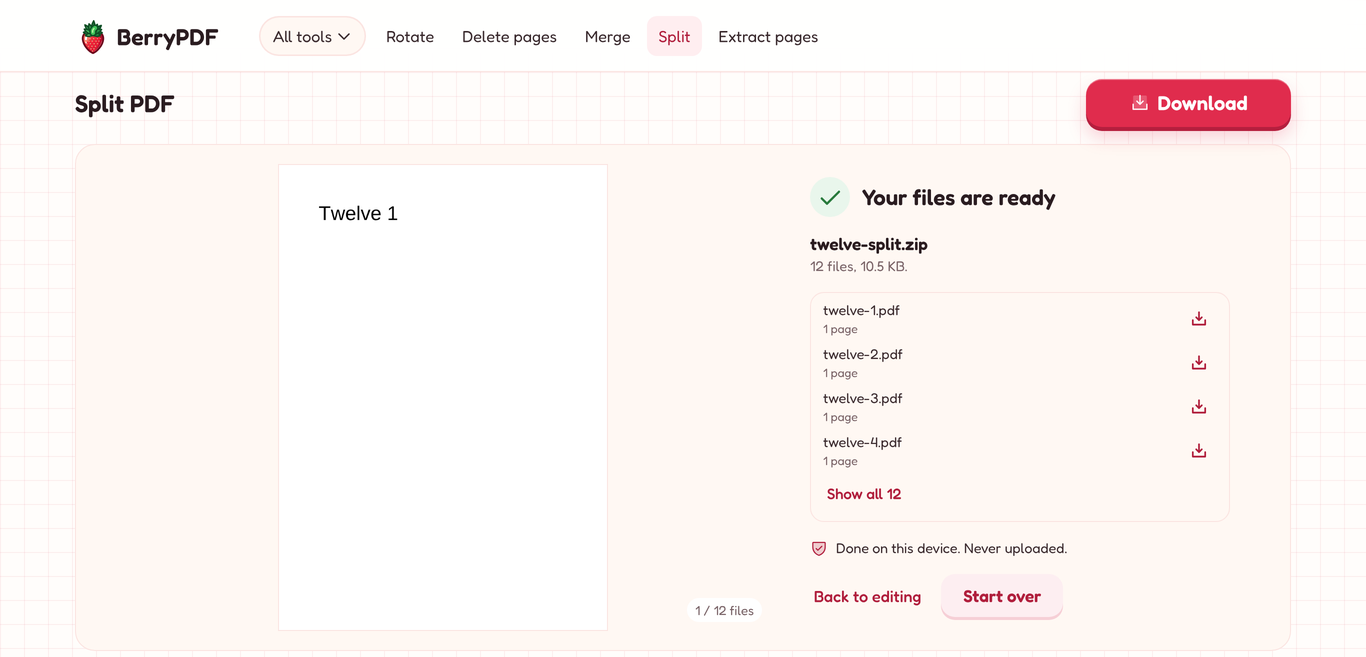 BerryPDF
All tools
Rotate
Delete pages
Merge
Split
Extract pages
Split PDF
Download
Twelve 1
1 / 12 files
Your files are ready
twelve-split.zip
12 files, 10.5 KB.
twelve-1.pdf
1 page
twelve-2.pdf
1 page
twelve-3.pdf
1 page
twelve-4.pdf
1 page
Show all 12
Done on this device. Never uploaded.
Back to editing
Start over